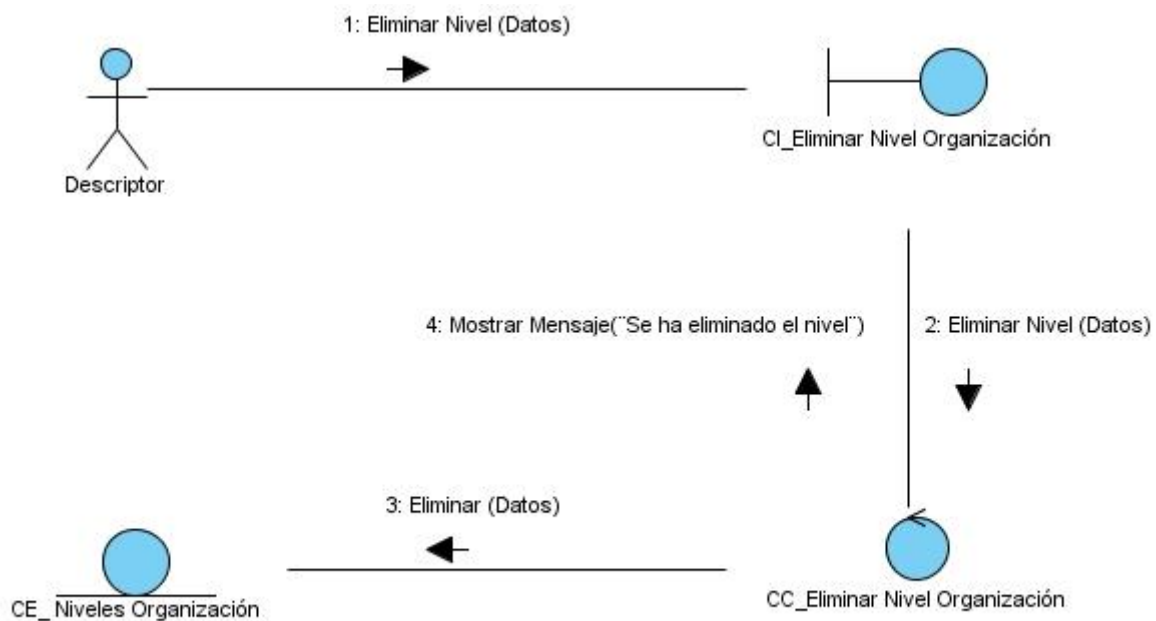 1: Eliminar Nivel (Datos)
CI_Eliminar Nivel Organización
Descriptor
4: Mostrar Mensaje(¨Se ha eliminado el nivel¨)
2: Eliminar Nivel (Datos)
3: Eliminar (Datos)
CE_ Niveles Organización
CC_Eliminar Nivel Organización